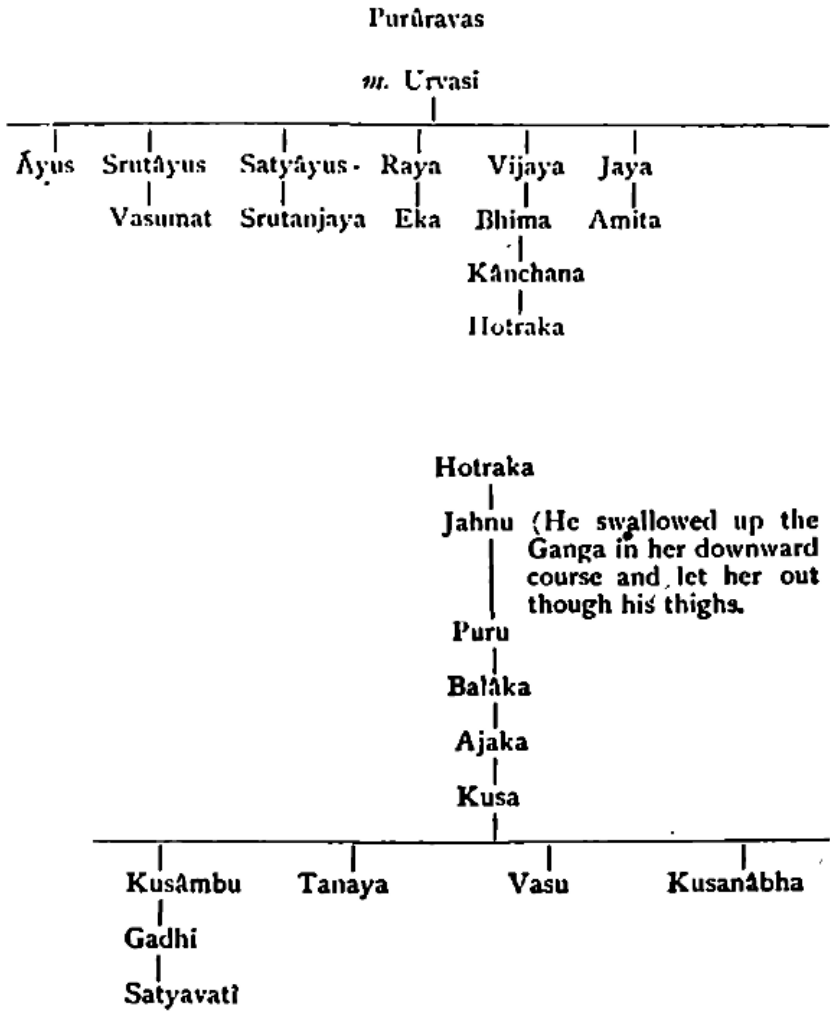 Purûravas
m. Urvasi
Áyus Srutâyus Satyâyus- Raya Vijaya Jaya
Vasumat Srutanjaya Eka Bhima Amita
Kânchana
Hotraka
Hotraka
Jahnu (He swallowed up the
Ganga in her downward
course and let her out
though his thighs.
Puru
Balâka
Ajaka
Kusa
Kusâmbu Tanaya Vasu Kusanâbha
Gadhi
Satyavatî